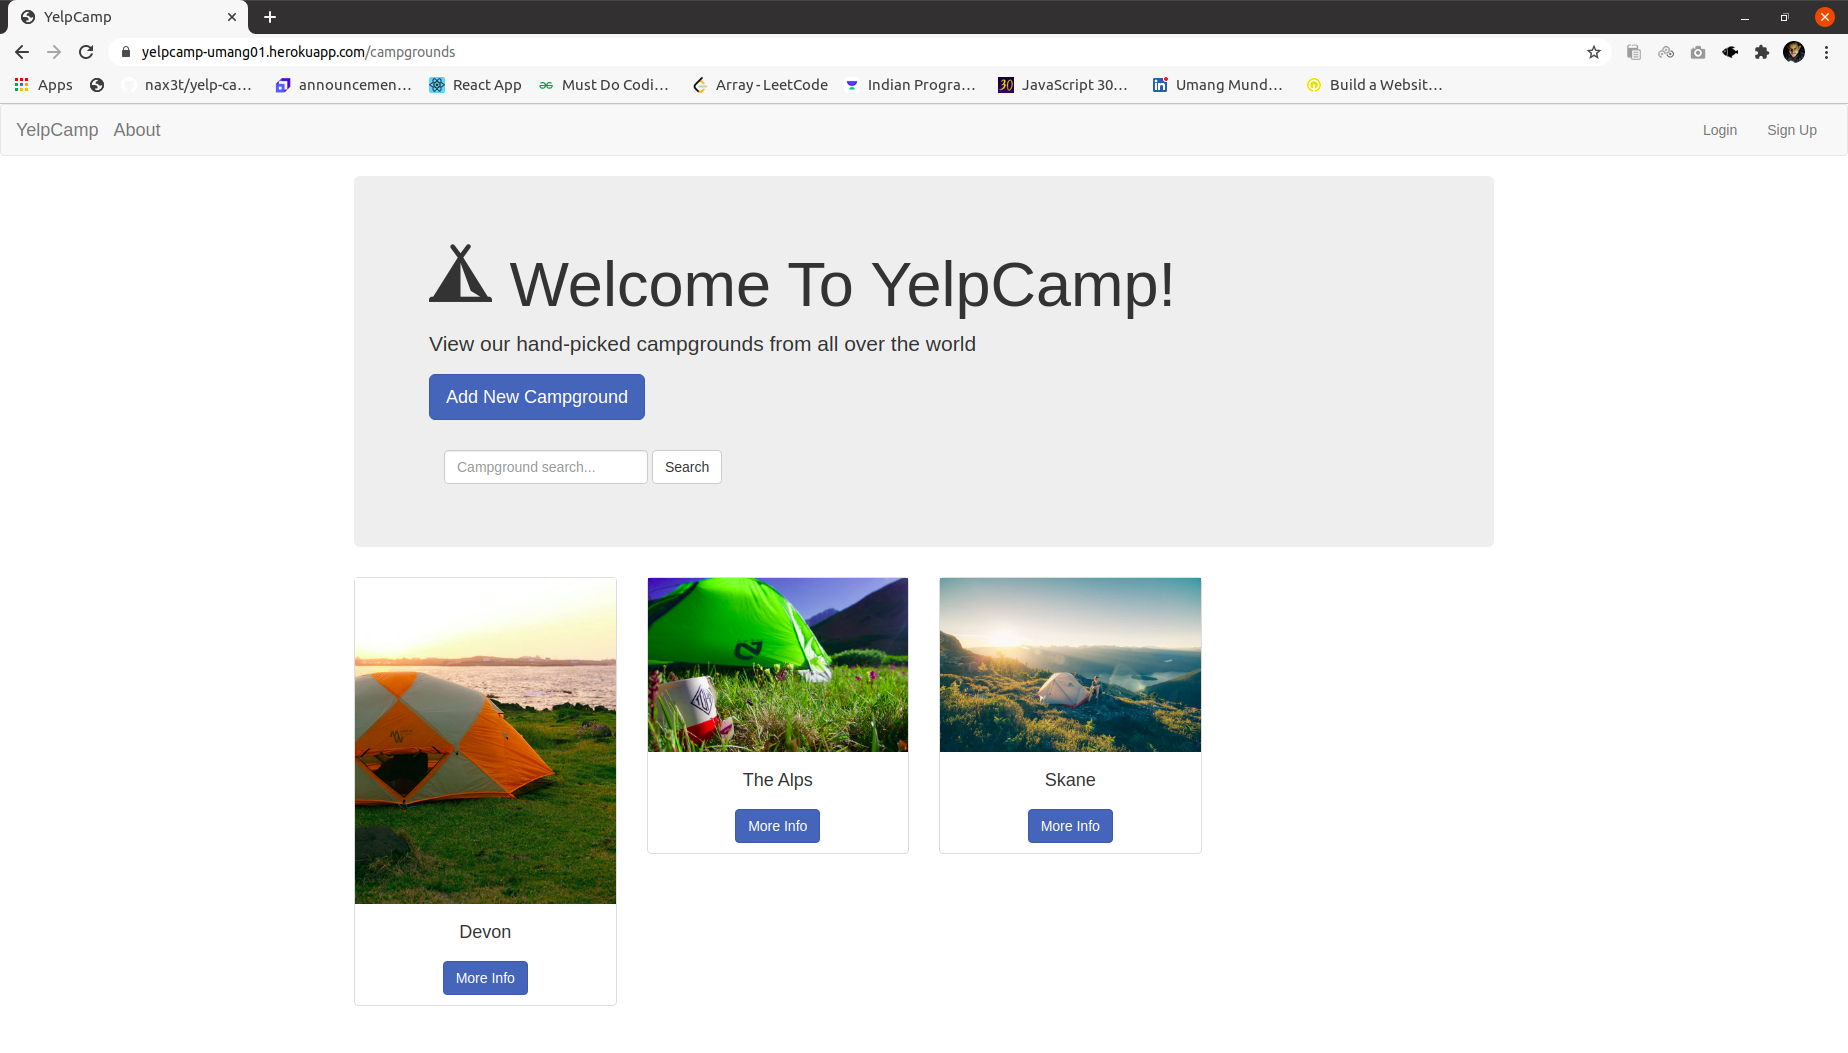 YelpCamp
yelpcamp-umang01.herokuapp.com/campgrounds
Apps nax3t/yelp-ca... announcemen... React App Must Do Codi... Array - LeetCode Indian Progra... JavaScript 30... Umang Mund... Build a Websit...
YelpCamp About Login Sign Up
Welcome To YelpCamp!
View our hand-picked campgrounds from all over the world
Add New Campground
Campground search... Search
The Alps Skane
More Info More Info
Devon
More Info